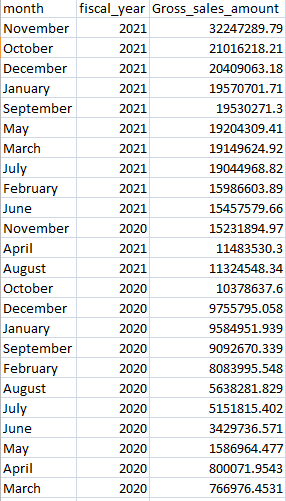 month fiscal_year Gross_sales_amount
November 2021 32247289.79
October 2021 21016218.21
December 2021 20409063.18
January 2021 19570701.71
September 2021 19530271.3
May 2021 19204309.41
March 2021 19149624.92
July 2021 19044968.82
February 2021 15986603.89
June 2021 15457579.66
November 2020 15231894.97
April 2021 11483530.3
August 2021 11324548.34
October 2020 10378637.6
December 2020 9755795.058
January 2020 9584951.939
September 2020 9092670.339
February 2020 8083995.548
August 2020 5638281.829
July 2020 5151815.402
June 2020 3429736.571
May 2020 1586964.477
April 2020 800071.9543
March 2020 766976.4531